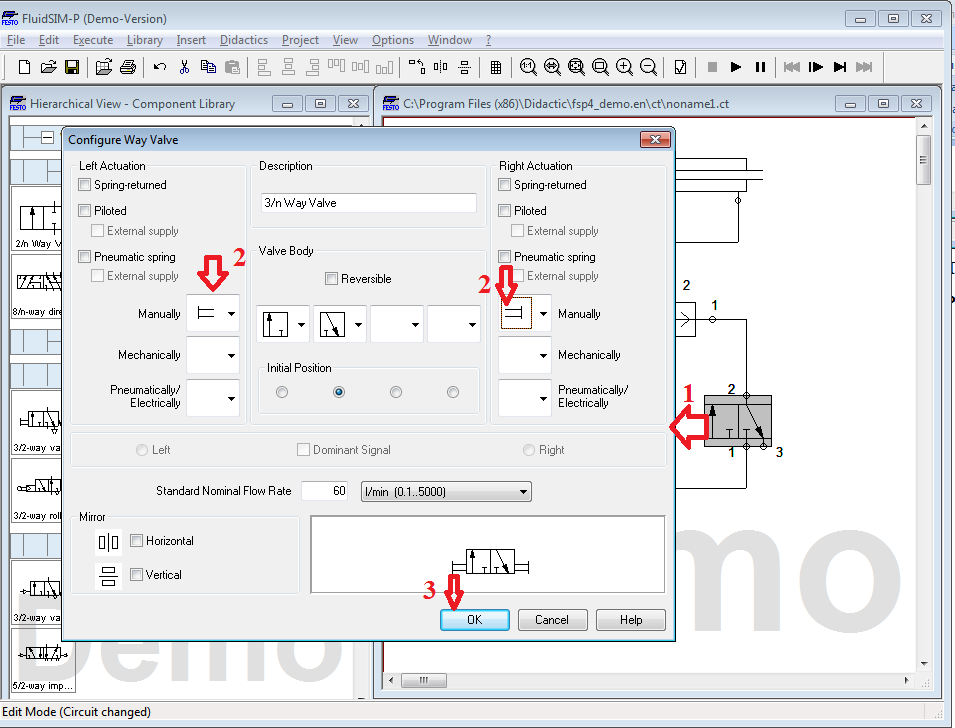 FluidSIM-P (Demo-Version)
File Edit Execute Library Insert Didactics Project View Options Window ?
FESTO Hierarchical View - Component Library
FESTO C:\Program Files (x86)\Didactic\fsp4_demo.en\ct\noname1.ct
Configure Way Valve
Left Actuation
Spring-returned
Piloted
External supply
Pneumatic spring
External supply
2
Manually
Mechanically
Pneumatically/
Electrically
Description
3/n Way Valve
Valve Body
Reversible
Initial Position
Right Actuation
Spring-returned
Piloted
External supply
Pneumatic spring
External supply
2
Manually
Mechanically
Pneumatically/
Electrically
Left Dominant Signal Right
Standard Nominal Flow Rate 60 l/min (0.1..5000)
Mirror
Horizontal
Vertical
3
OK Cancel Help
2/n Way V
8/n-way dire
3/2-way va
3/2-way roll
3/2-way va
5/2-way imp...
2
1
1
2
1
3
Demo
Demo
Edit Mode (Circuit changed)